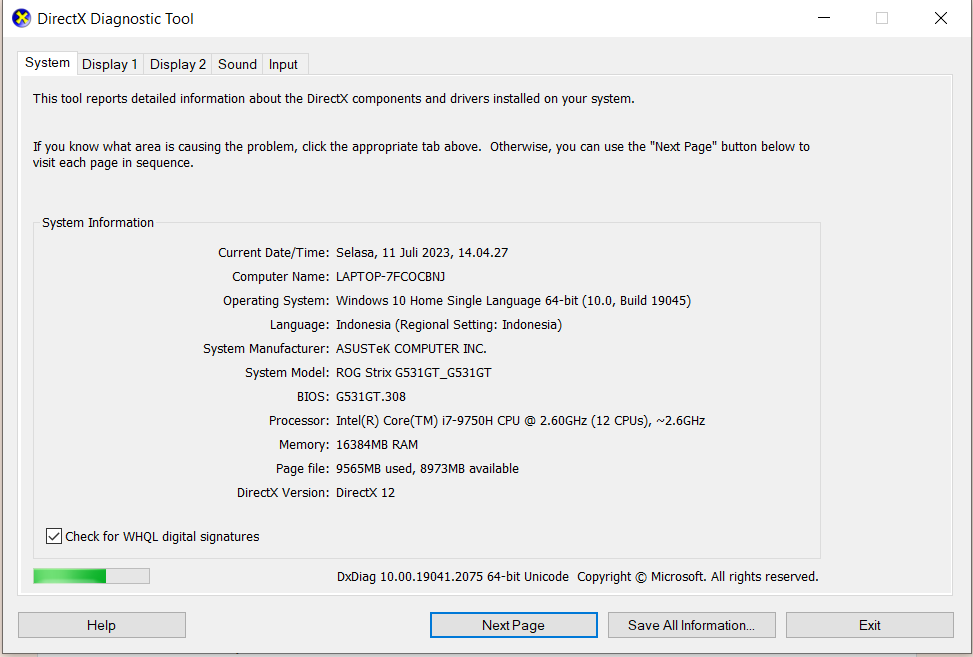 DirectX Diagnostic Tool
System Display 1 Display 2 Sound Input
This tool reports detailed information about the DirectX components and drivers installed on your system.
If you know what area is causing the problem, click the appropriate tab above.  Otherwise, you can use the "Next Page" button below to
visit each page in sequence.
System Information
Current Date/Time: Selasa, 11 Juli 2023, 14.04.27
Computer Name: LAPTOP-7FCOCBNJ
Operating System: Windows 10 Home Single Language 64-bit (10.0, Build 19045)
Language: Indonesia (Regional Setting: Indonesia)
System Manufacturer: ASUSTeK COMPUTER INC.
System Model: ROG Strix G531GT_G531GT
BIOS: G531GT.308
Processor: Intel(R) Core(TM) i7-9750H CPU @ 2.60GHz (12 CPUs), ~2.6GHz
Memory: 16384MB RAM
Page file: 9565MB used, 8973MB available
DirectX Version: DirectX 12
Check for WHQL digital signatures
DxDiag 10.00.19041.2075 64-bit Unicode  Copyright © Microsoft. All rights reserved.
Help Next Page Save All Information... Exit